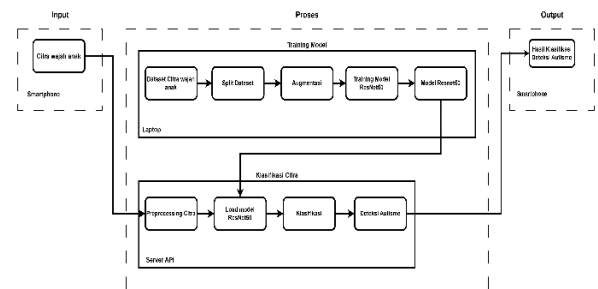 Input
Proses
Output
Training Model
Citra wajah anak
Smartphone
Dataset Citra wajah
anak
Split Dataset
Augmentasi
Training Model
ResNet50
Model Resnet50
Laptop
Hasil Klasifikasi
Deteksi Autisme
Smartphone
Klasifikasi Citra
Preprocessing Citra
Load model
ResNet50
Klasifikasi
Deteksi Autisme
Server API